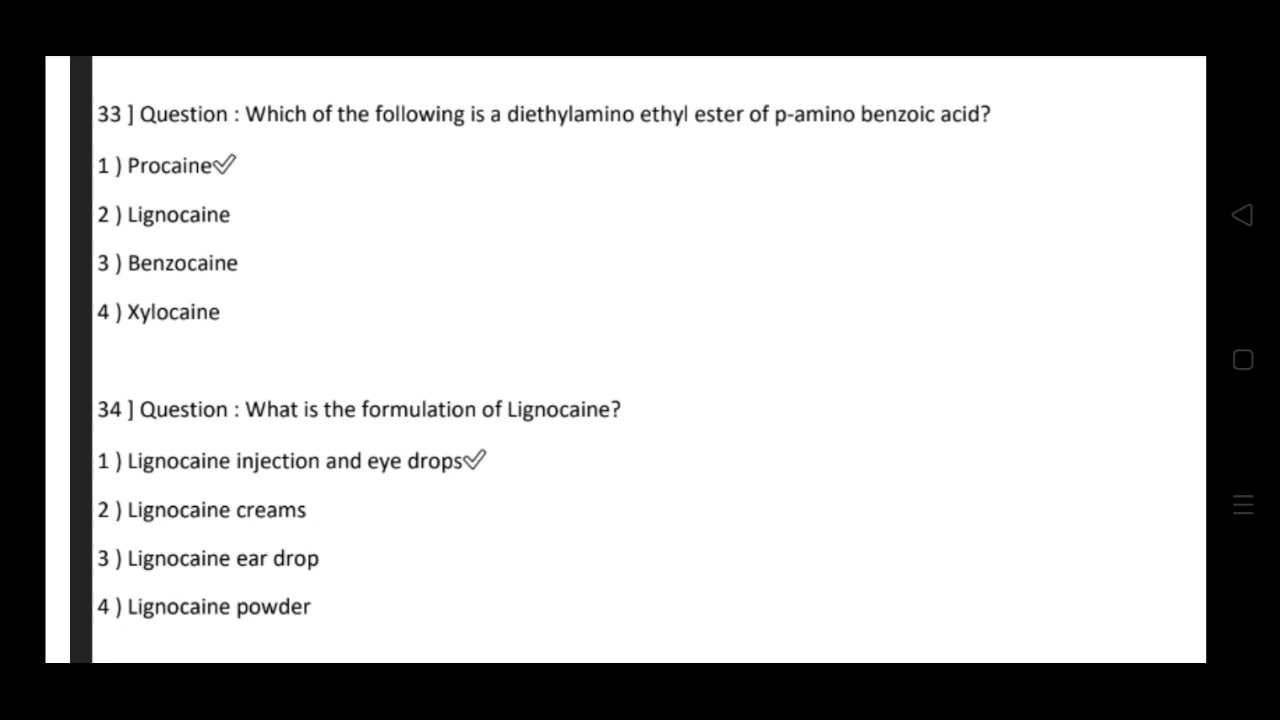 33 ] Question : Which of the following is a diethylamino ethyl ester of p-amino benzoic acid?
1 ) Procaine✓
2 ) Lignocaine
3 ) Benzocaine
4 ) Xylocaine
34 ] Question : What is the formulation of Lignocaine?
1 ) Lignocaine injection and eye drops✓
2 ) Lignocaine creams
3 ) Lignocaine ear drop
4 ) Lignocaine powder